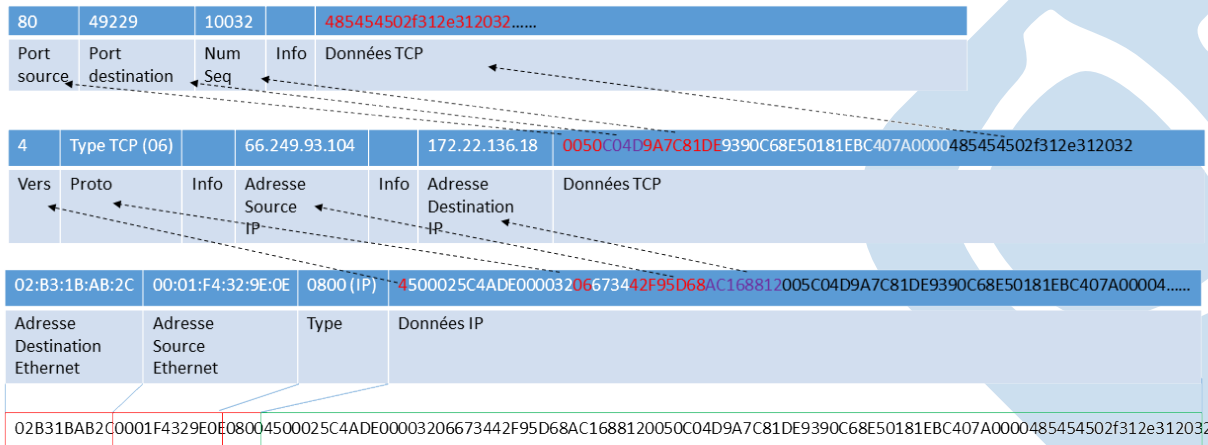 80 49229 10032 485454502f312e312032......
Port source Port destination Num Seq Info Données TCP
4 Type TCP (06) 66.249.93.104 172.22.136.18 0050C04D9A7C81DE9390C68E50181EBC407A0000485454502f312e312032
Vers Proto Info Adresse Source IP Info Adresse Destination IP Données TCP
02:B3:1B:AB:2C 00:01:F4:32:9E:0E 0800 (IP) 4500025C4ADE00003206673442F95D68AC168812005C04D9A7C81DE9390C68E50181EBC407A00004......
Adresse Destination Ethernet Adresse Source Ethernet Type Données IP
02B31BAB2C0001F4329E0E08004500025C4ADE00003206673442F95D68AC1688120050C04D9A7C81DE9390C68E50181EBC407A0000485454502f312e312032